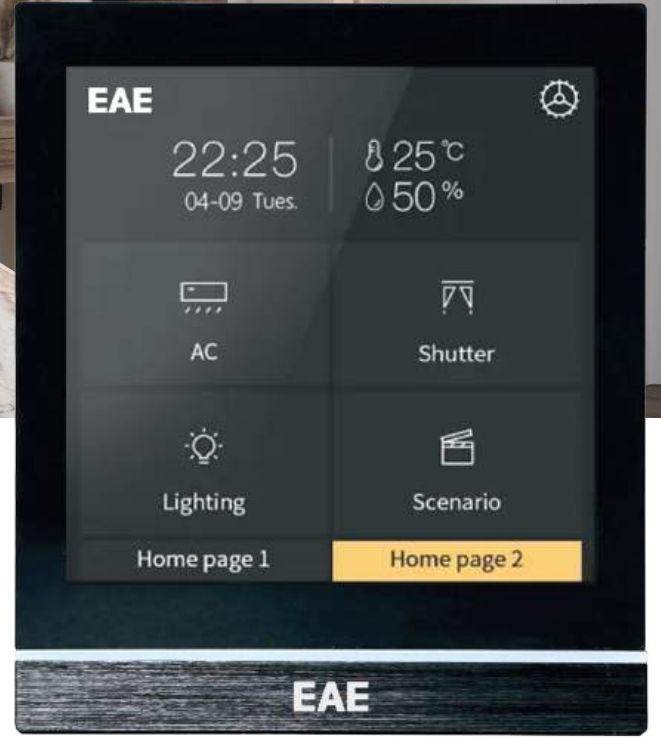 EAE
22:25
25°C
04-09 Tues.
50%
AC
Shutter
Lighting
Scenario
Home page 1
Home page 2
EAE